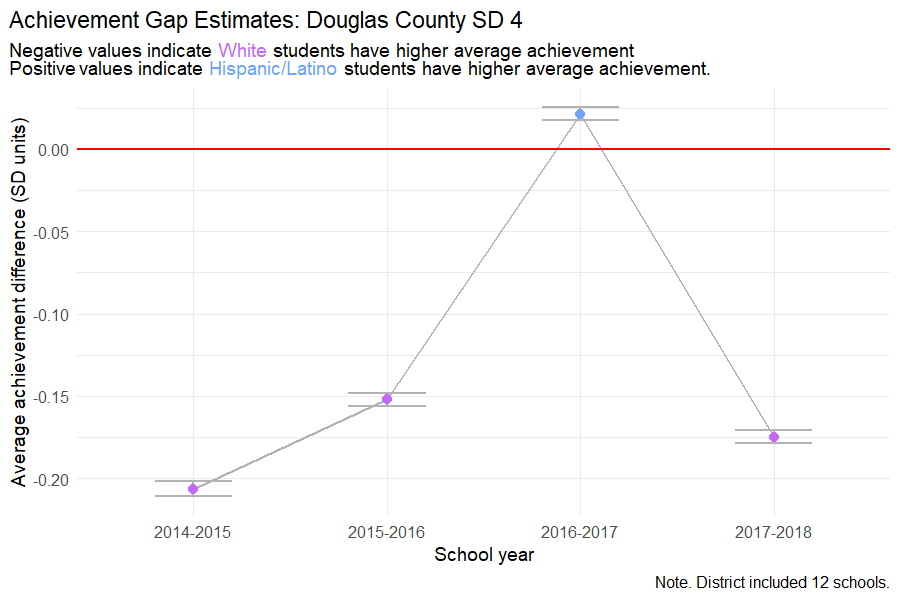 Achievement Gap Estimates: Douglas County SD 4
Negative values indicate White students have higher average achievement
Positive values indicate Hispanic/Latino students have higher average achievement.
Average achievement difference (SD units)
0.00
-0.05
-0.10
-0.15
-0.20
2014-2015 2015-2016 2016-2017 2017-2018
School year
Note. District included 12 schools.